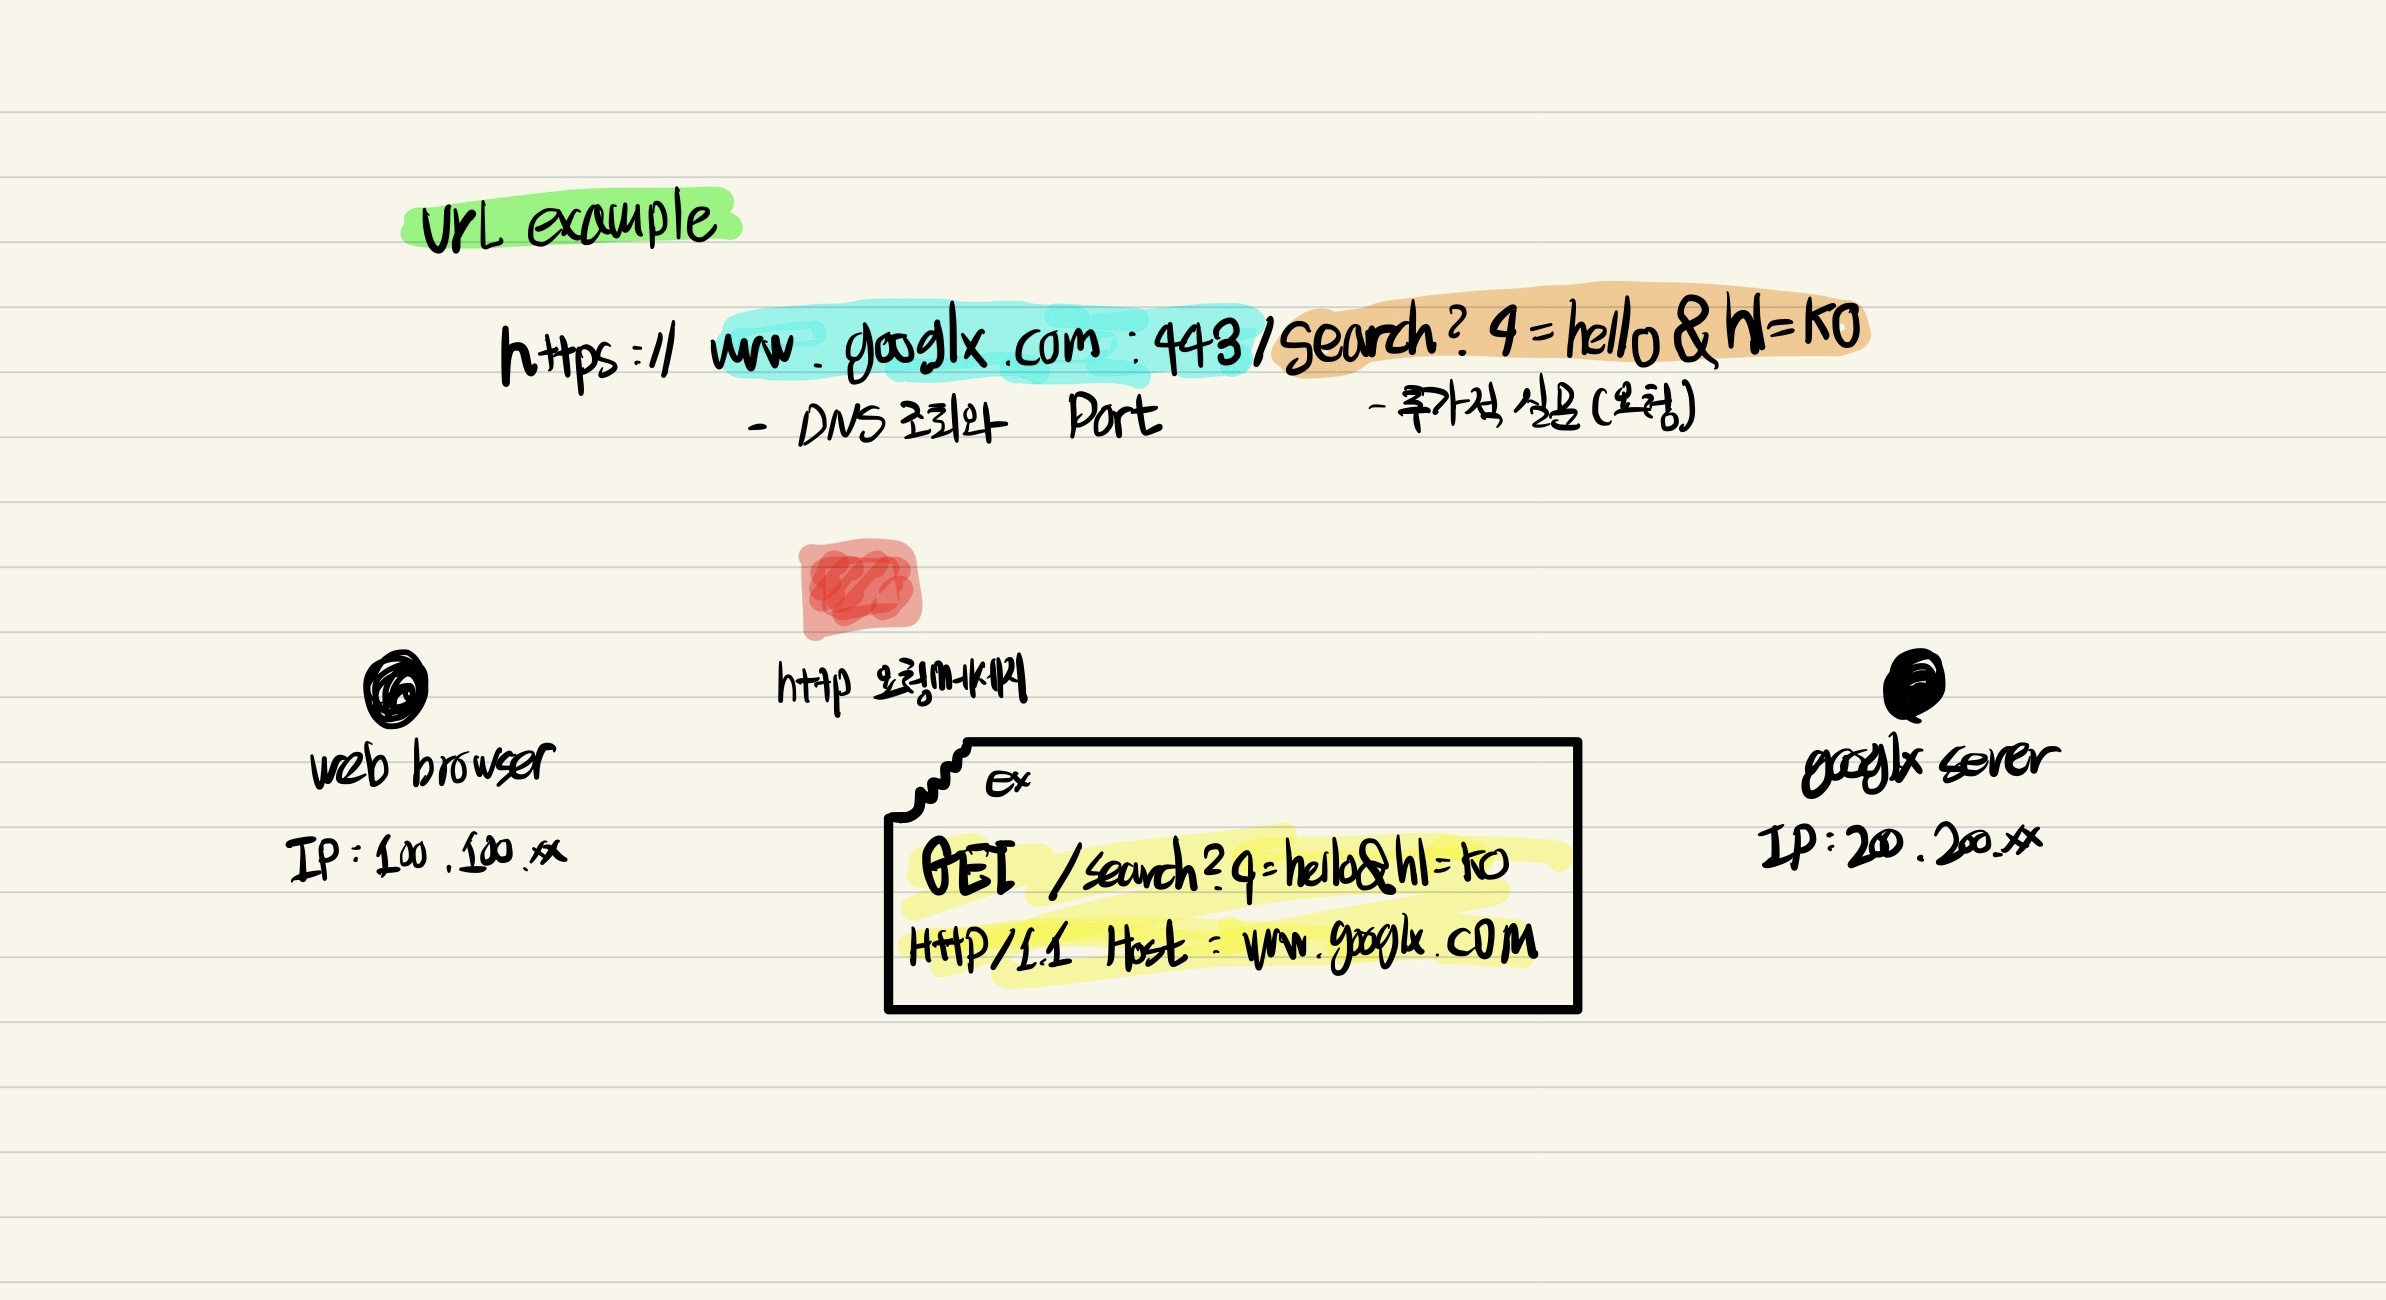 url example
https:// www.googlx.com:443/search?q=hello&hl=ko
- DNS 조회와 Port
- 추가적 실문(요청)
http 요청메세지
web browser
IP: 100.100.xx
ex
GET /search?q=hello&hl=ko
HTTP/1.1 Host: www.googlx.com
googlx server
IP: 200.200.xx